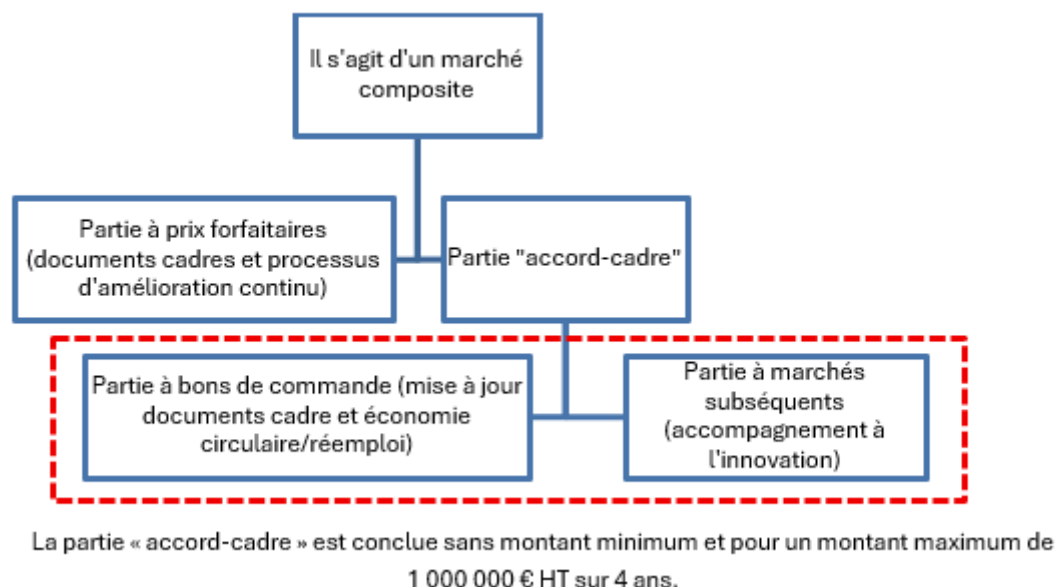 Il s'agit d'un marché
composite
Partie à prix forfaitaires
(documents cadres et processus
d'amélioration continu)
Partie "accord-cadre"
Partie à bons de commande (mise à jour
documents cadre et économie
circulaire/réemploi)
Partie à marchés
subséquents
(accompagnement à
l'innovation)
La partie « accord-cadre » est conclue sans montant minimum et pour un montant maximum de
1 000 000 € HT sur 4 ans.